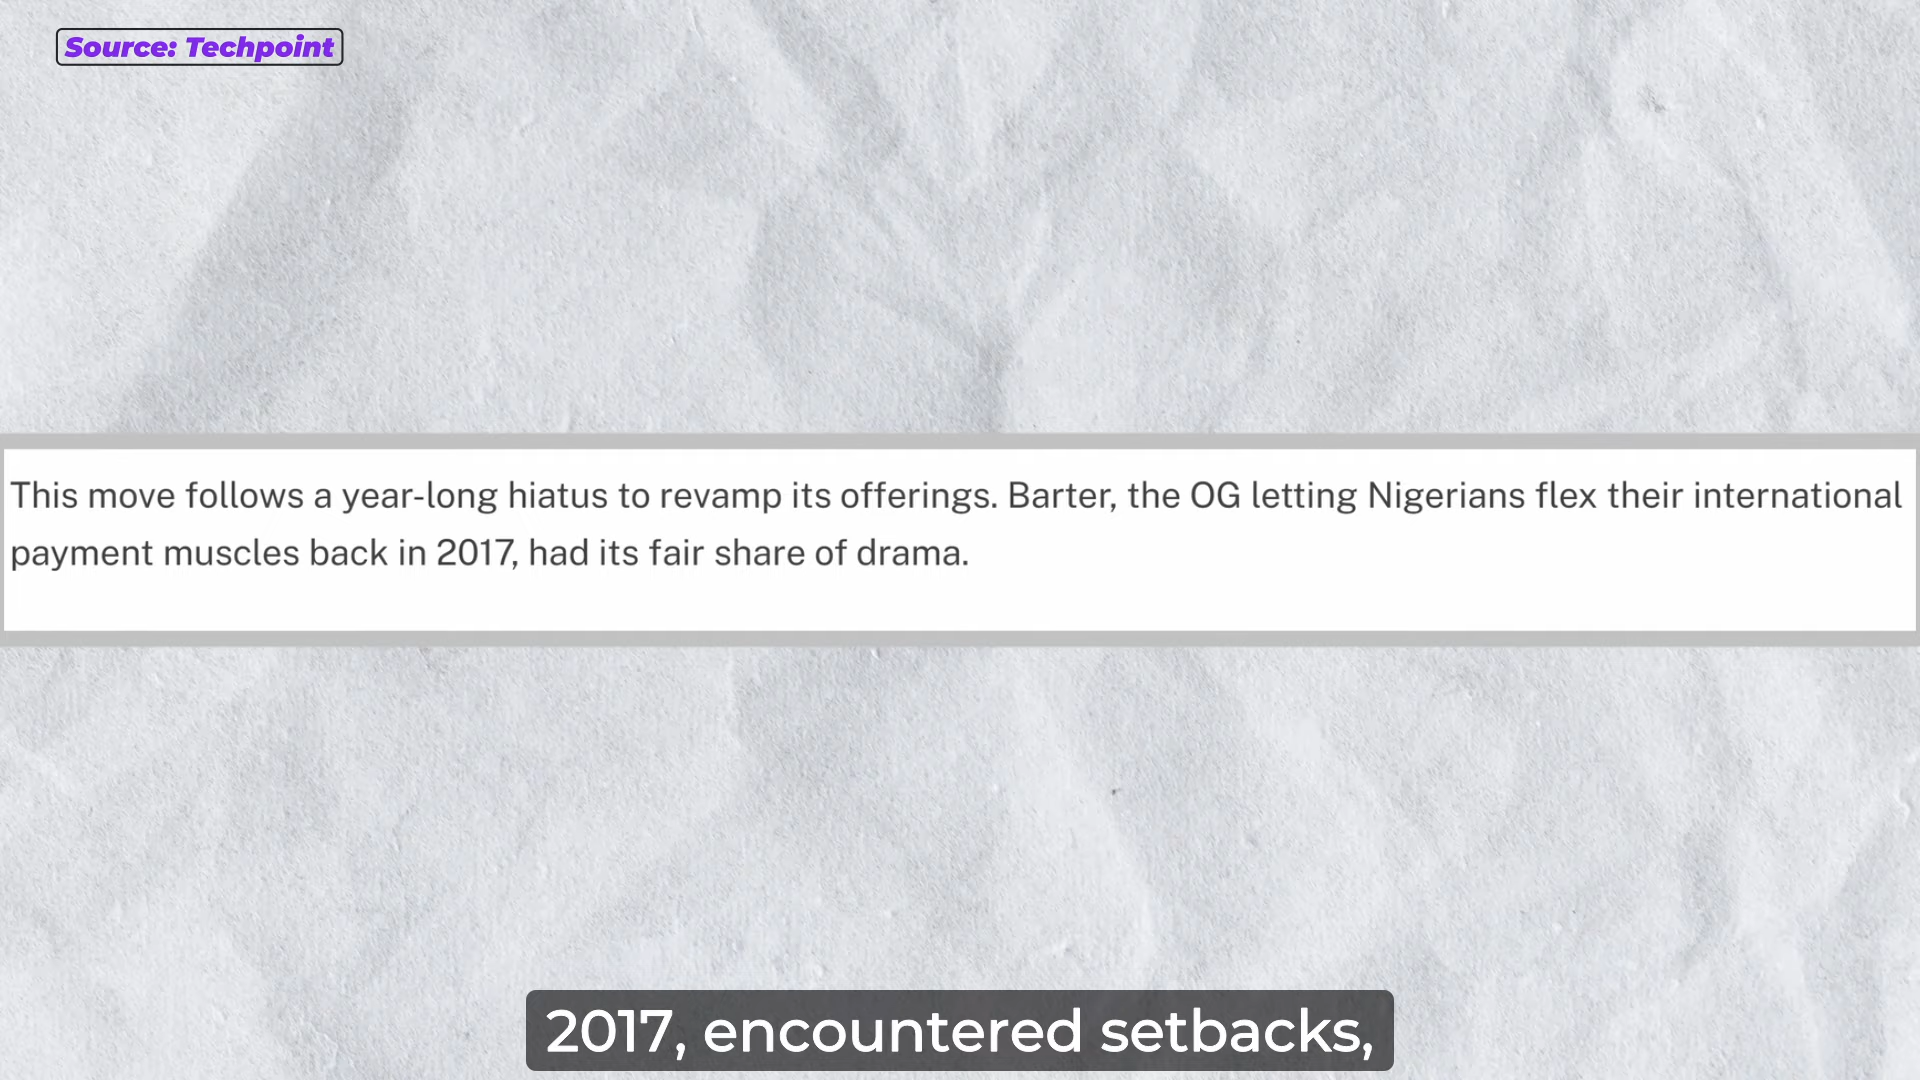 Source: Techpoint
This move follows a year-long hiatus to revamp its offerings. Barter, the OG letting Nigerians flex their international
payment muscles back in 2017, had its fair share of drama.
2017, encountered setbacks,